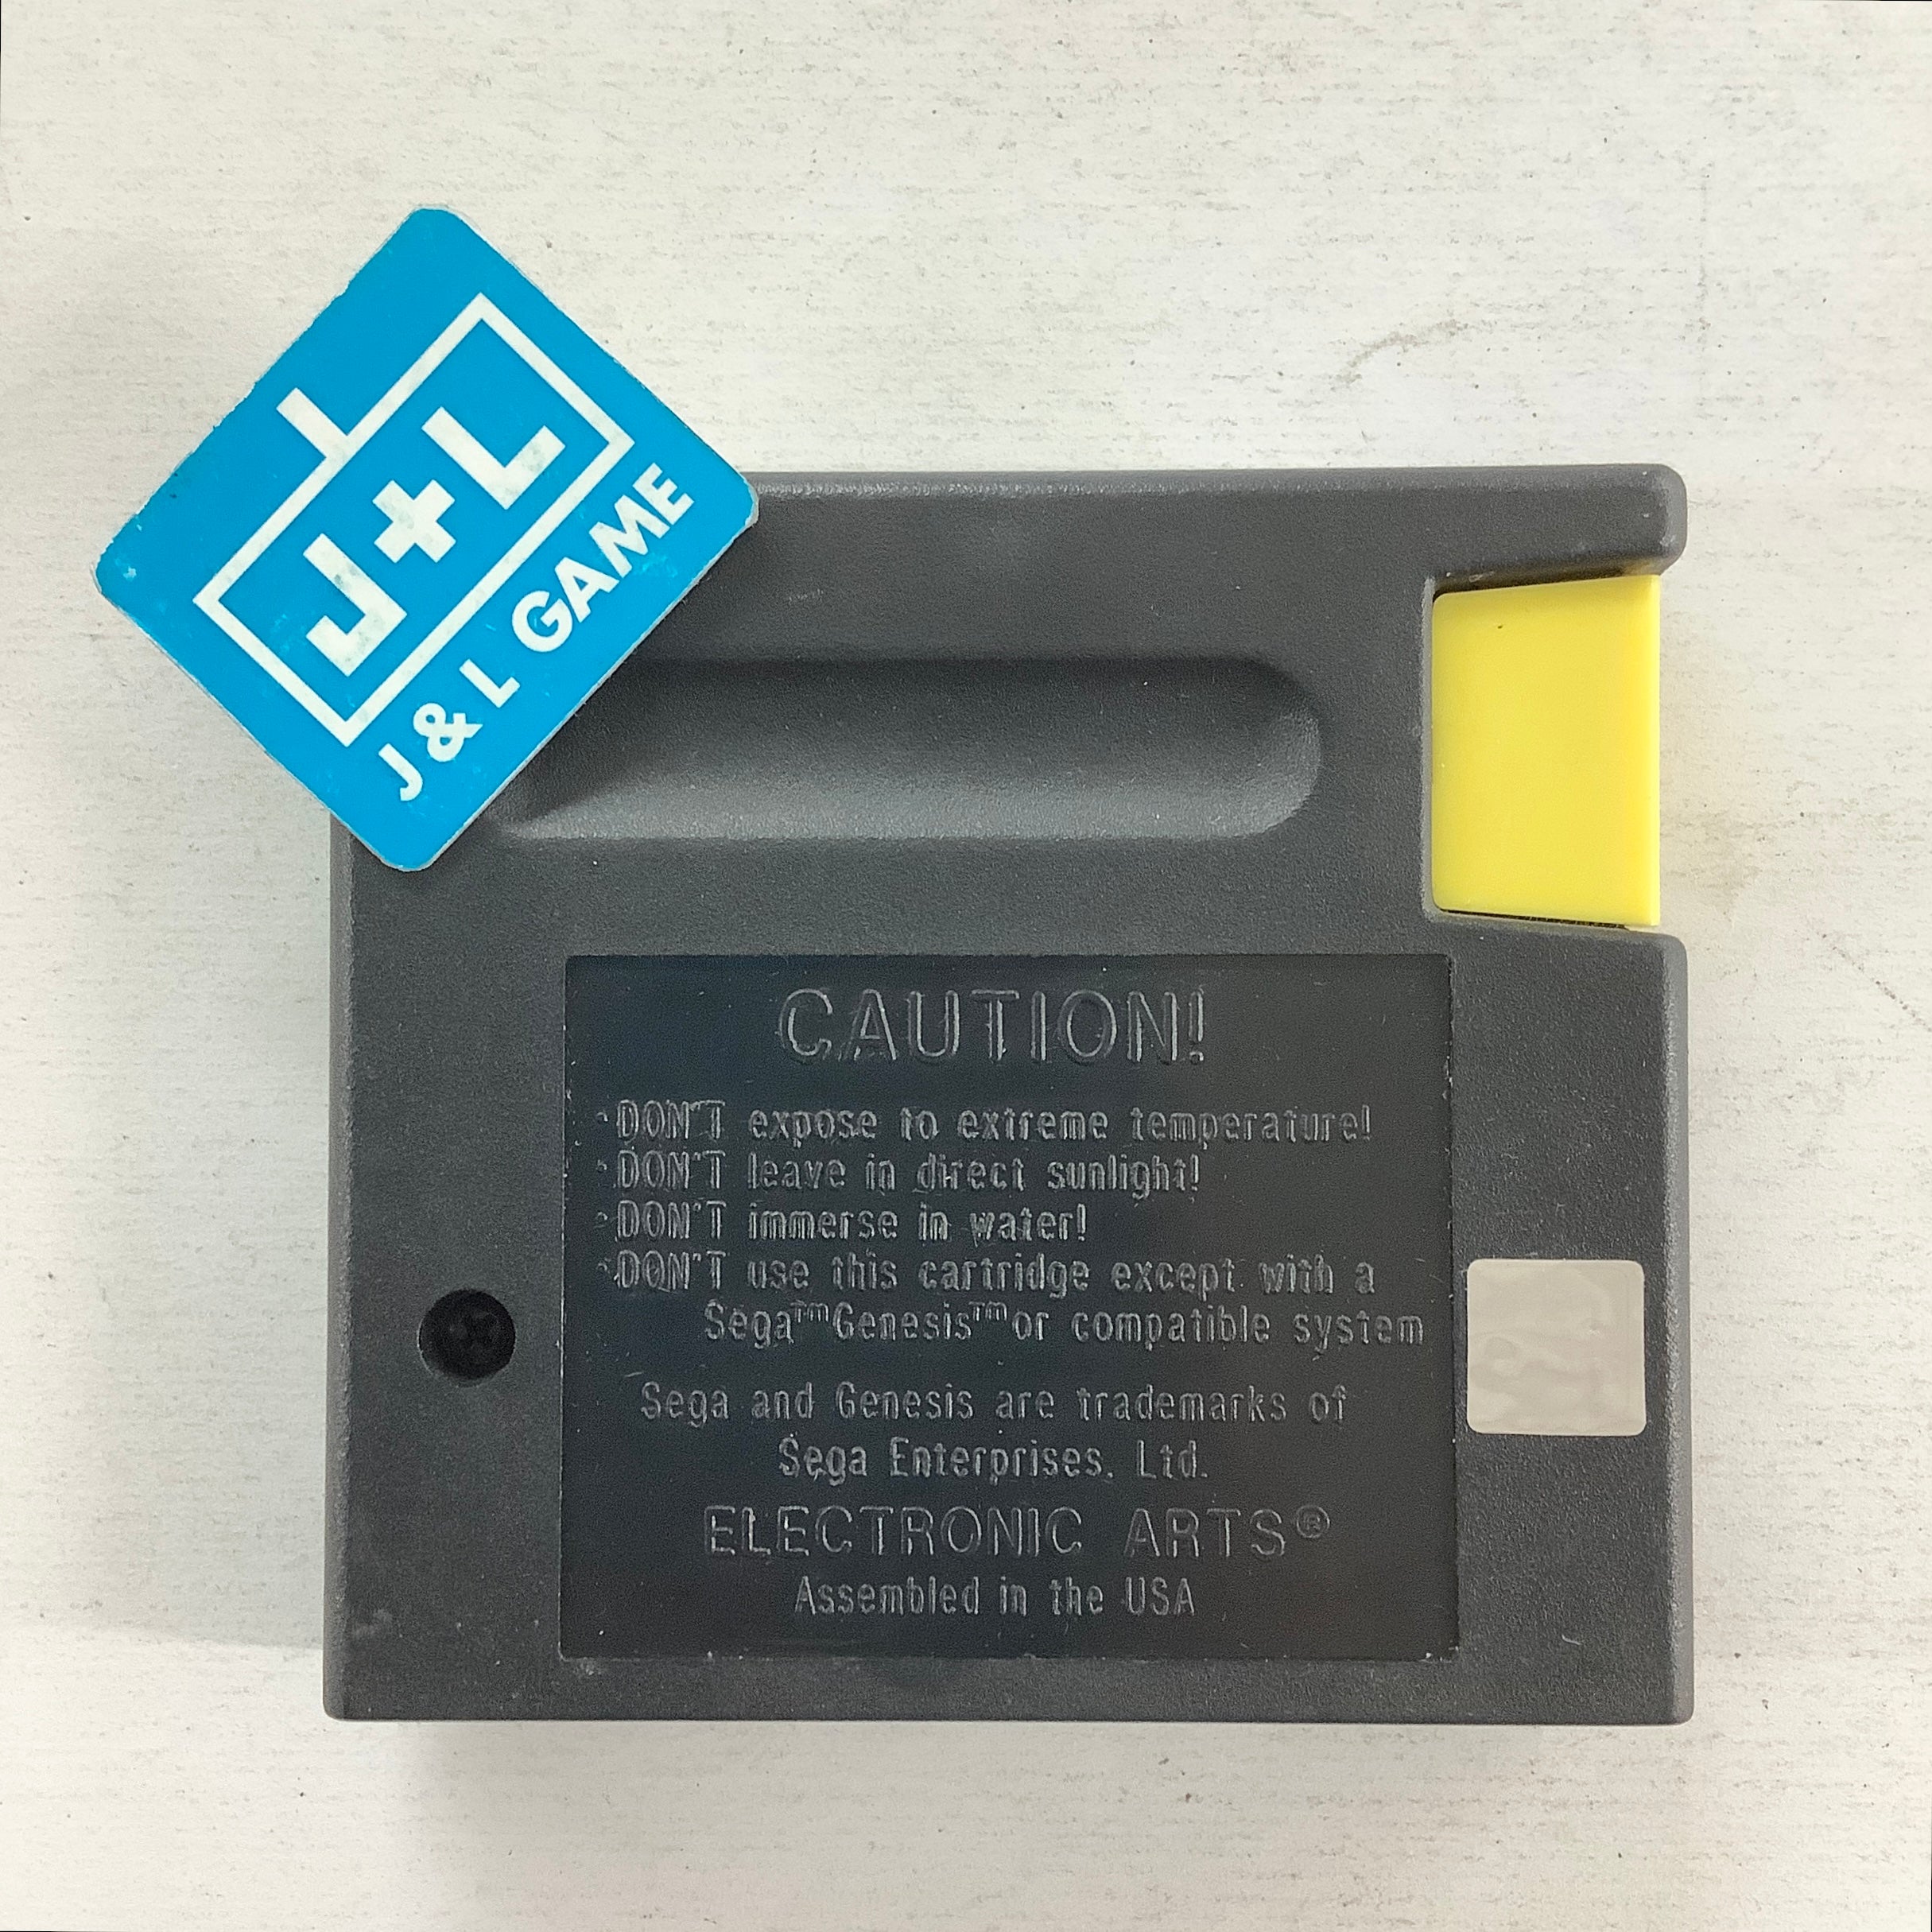 J+L
J & L GAME
CAUTION!
•DON'T expose to extreme temperature!
•DON'T leave in direct sunlight!
•DON'T immerse in water!
•DON'T use this cartridge except with a
Sega™Genesis™or compatible system
Sega and Genesis are trademarks of
Sega Enterprises. Ltd.
ELECTRONIC ARTS®
Assembled in the USA